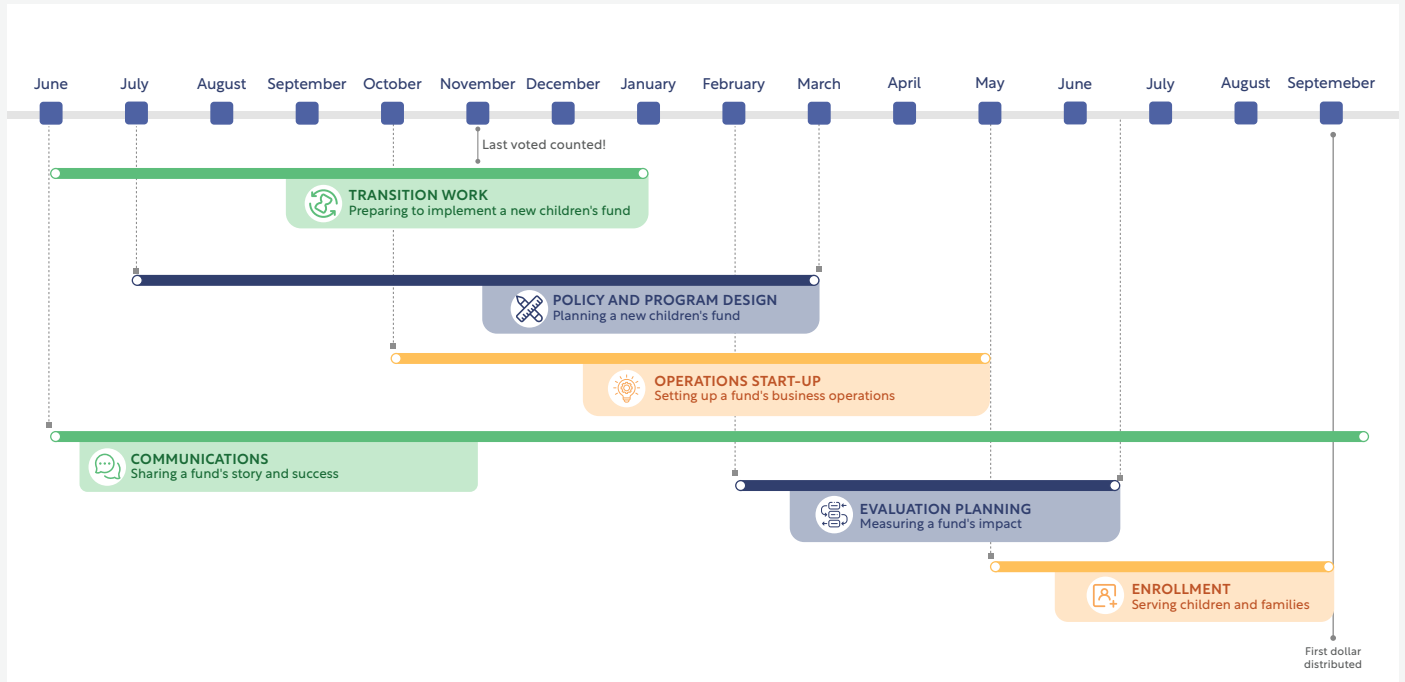 June July August September October November December January February March April May June July August Septemeber
Last voted counted!
TRANSITION WORK
Preparing to implement a new children's fund
POLICY AND PROGRAM DESIGN
Planning a new children's fund
OPERATIONS START-UP
Setting up a fund's business operations
COMMUNICATIONS
Sharing a fund's story and success
EVALUATION PLANNING
Measuring a fund's impact
ENROLLMENT
Serving children and families
First dollar
distributed